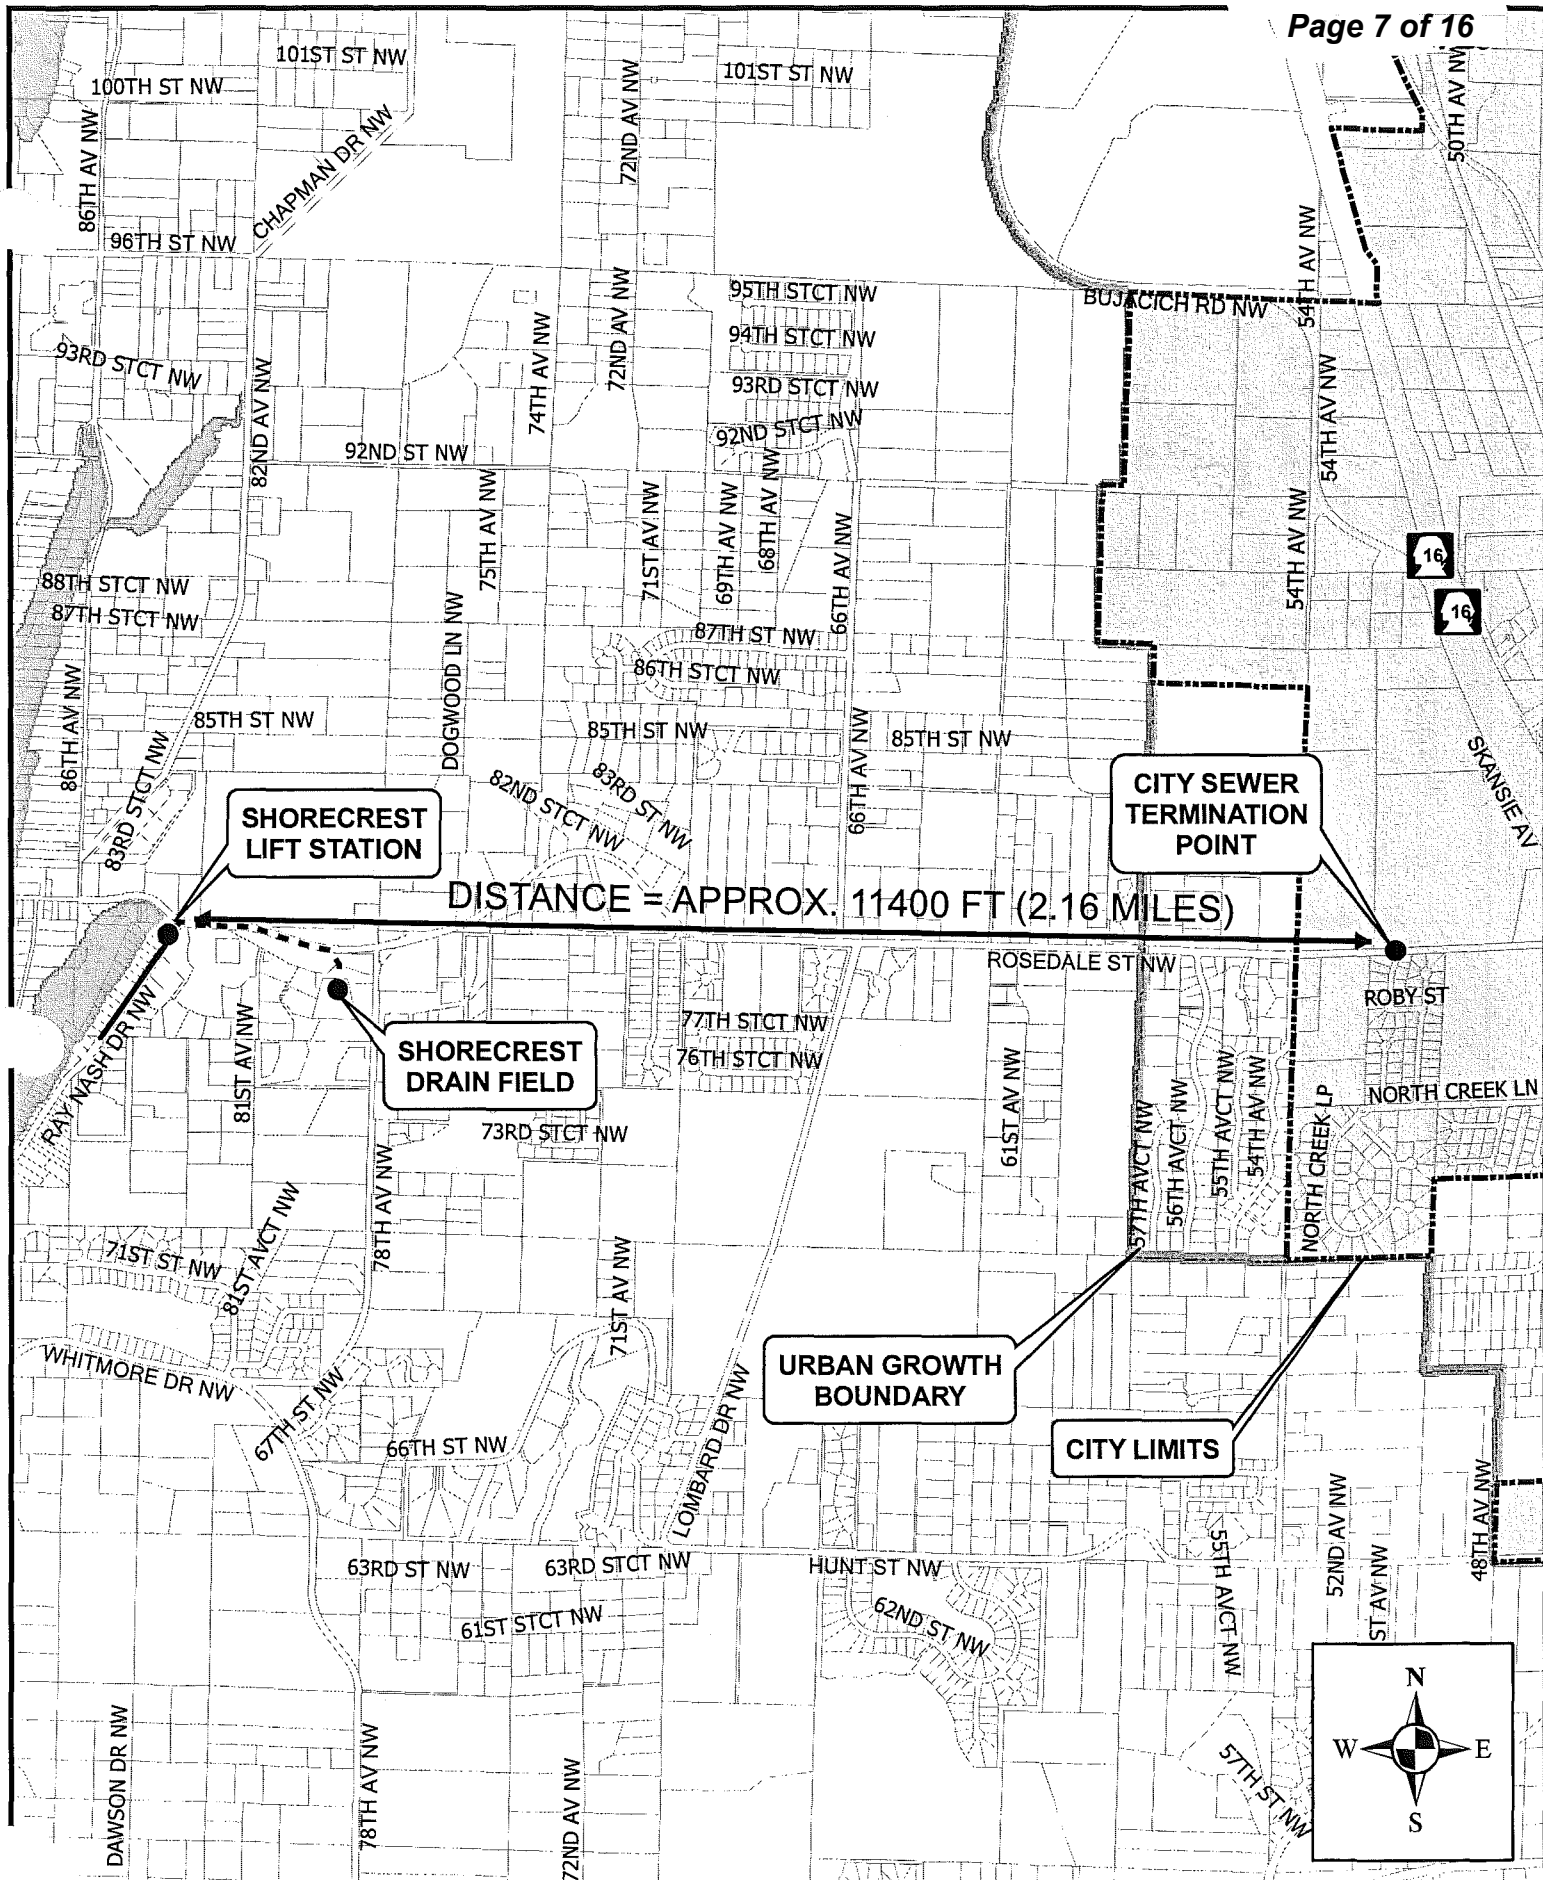 Page 7 of 16
101ST ST NW
101ST ST NW
100TH ST NW
50TH AV NW
86TH AV NW
CHAPMAN DR NW
72ND AV NW
96TH ST NW
54TH AV NW
95TH STCT NW
BUJACICH RD NW
94TH STCT NW
93RD STCT NW
82ND AV NW
74TH AV NW
72ND AV NW
93RD STCT NW
54TH AV NW
92ND STCT NW
92ND ST NW
75TH AV NW
71ST AV NW
69TH AV NW
68TH AV NW
66TH AV NW
54TH AV NW
16
16
88TH STCT NW
87TH STCT NW
87TH ST NW
86TH STCT NW
86TH AV NW
DOGWOOD LN NW
85TH ST NW
85TH ST NW
85TH ST NW
66TH AV NW
SKANSIE AV
83RD STCT NW
82ND STCT NW
83RD ST NW
SHORECREST
LIFT STATION
CITY SEWER
TERMINATION
POINT
DISTANCE = APPROX. 11400 FT (2.16 MILES)
ROSEDALE ST NW
ROBY ST
RAY NASH DR NW
81ST AV NW
77TH STCT NW
76TH STCT NW
SHORECREST
DRAIN FIELD
61ST AV NW
57TH AVCT NW
56TH AVCT NW
55TH AVCT NW
54TH AV NW
NORTH CREEK LP
NORTH CREEK LN
73RD STCT NW
78TH AV NW
71ST ST NW
81ST AVCT NW
71ST AV NW
WHITMORE DR NW
URBAN GROWTH
BOUNDARY
67TH ST NW
66TH ST NW
LOMBARD DR NW
CITY LIMITS
63RD ST NW
63RD STCT NW
HUNT ST NW
55TH AVCT NW
52ND AV NW
ST AV NW
48TH AV NW
61ST STCT NW
62ND ST NW
DAWSON DR NW
78TH AV NW
72ND AV NW
57TH ST NW
N
W E
S